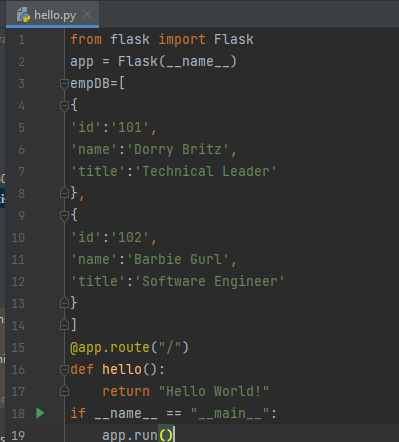 hello.py
1 from flask import Flask
2 app = Flask(__name__)
3 empDB=[
4 {
5 'id':'101',
6 'name':'Dorry Britz',
7 'title':'Technical Leader'
8 },
9 {
10 'id':'102',
11 'name':'Barbie Gurl',
12 'title':'Software Engineer'
13 }
14 ]
15 @app.route("/")
16 def hello():
17     return "Hello World!"
18 if __name__ == "__main__":
19     app.run()